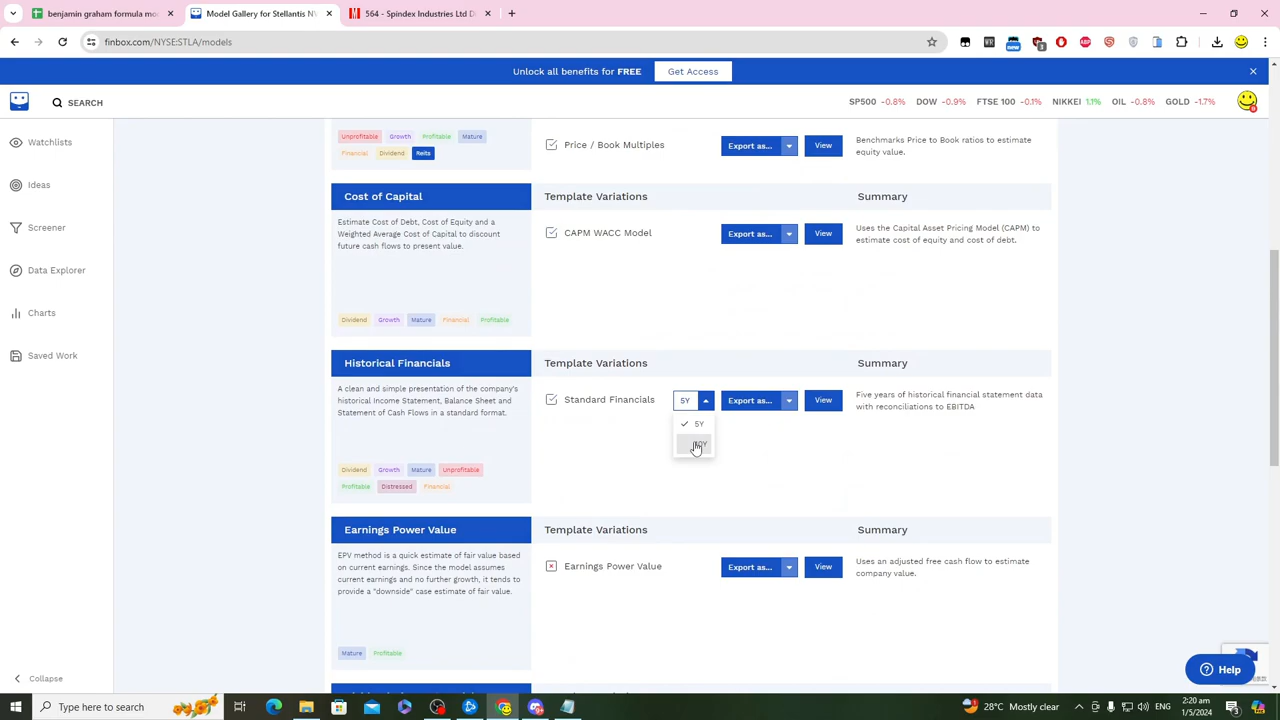 benjamin graham formula mo
Model Gallery for Stellantis NV
564 - Spindex Industries Ltd D
finbox.com/NYSE:STLA/models
Unlock all benefits for FREE
Get Access
SEARCH
SP500 -0.8% DOW -0.9% FTSE 100 -0.1% NIKKEI 1.1% OIL -0.8% GOLD -1.7%
Watchlists
Ideas
Screener
Data Explorer
Charts
Saved Work
Collapse
Unprofitable Growth Profitable Mature
Financial Dividend Reits
Price / Book Multiples
Export as...
View
Benchmarks Price to Book ratios to estimate
equity value.
Cost of Capital
Template Variations
Summary
Estimate Cost of Debt, Cost of Equity and a
Weighted Average Cost of Capital to discount
future cash flows to present value.
Dividend Growth Mature Financial Profitable
CAPM WACC Model
Export as...
View
Uses the Capital Asset Pricing Model (CAPM) to
estimate cost of equity and cost of debt.
Historical Financials
Template Variations
Summary
A clean and simple presentation of the company's
historical Income Statement, Balance Sheet and
Statement of Cash Flows in a standard format.
Dividend Growth Mature Unprofitable
Profitable Distressed Financial
Standard Financials
5Y
5Y
Export as...
View
Five years of historical financial statement data
with reconciliations to EBITDA
Earnings Power Value
Template Variations
Summary
EPV method is a quick estimate of fair value based
on current earnings. Since the model assumes
current earnings and no further growth, it tends to
provide a "downside" case estimate of fair value.
Mature Profitable
Earnings Power Value
Export as...
View
Uses an adjusted free cash flow to estimate
company value.
Help
Type here to search
28°C Mostly clear
2:20 am
1/5/2024